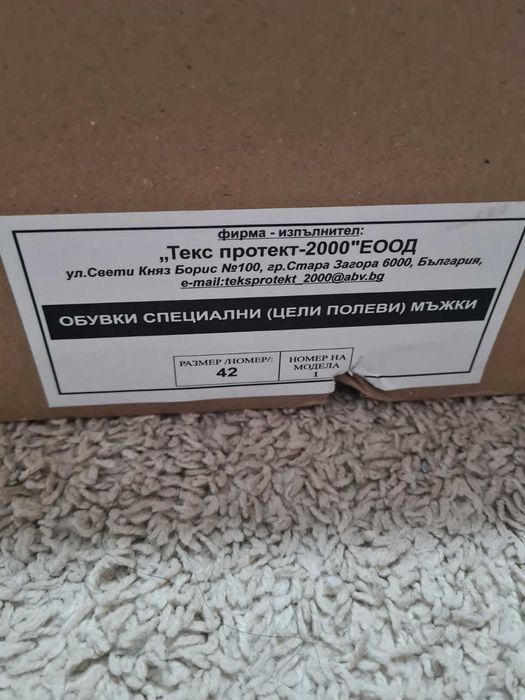 фирма - изпълнител:
„Текс протект-2000"ЕООД
ул.Свети Княз Борис №100, гр.Стара Загора 6000, България,
e-mail:teksprotekt_2000@abv.bg
ОБУВКИ СПЕЦИАЛНИ (ЦЕЛИ ПОЛЕВИ) МЪЖКИ
РАЗМЕР /НОМЕР/:
42
НОМЕР НА
МОДЕЛА
1